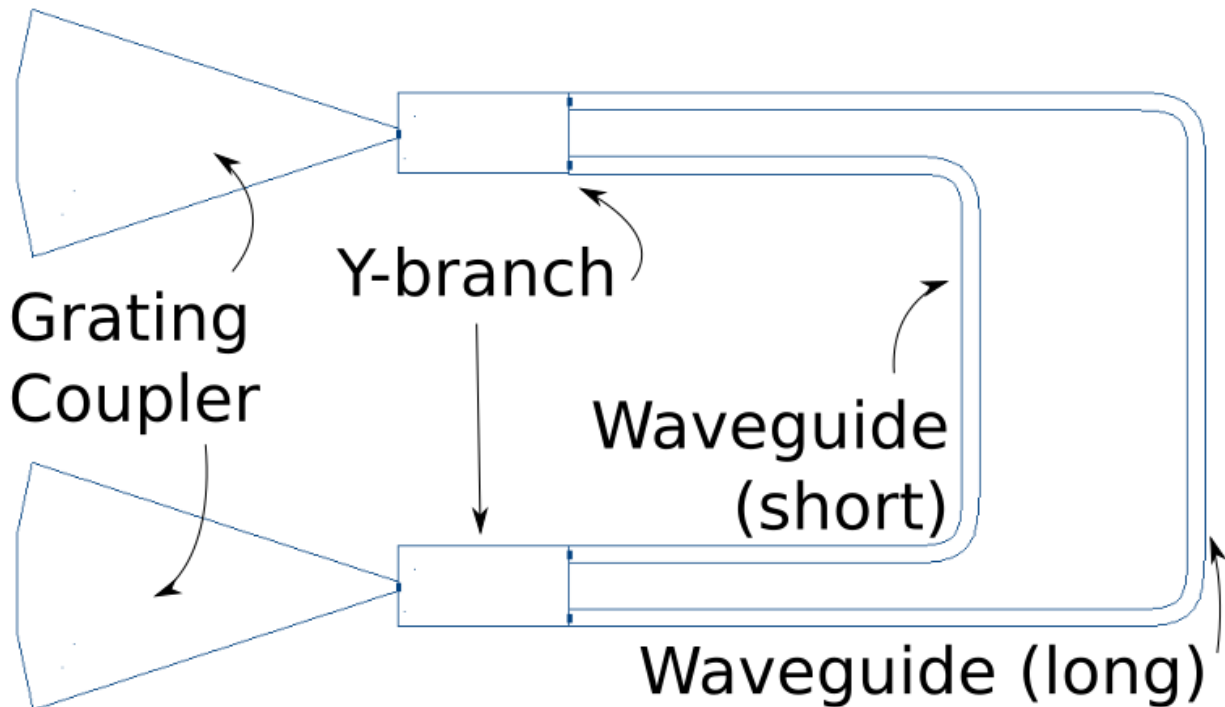 Y-branch
Grating
Coupler
Waveguide
(short)
Waveguide (long)